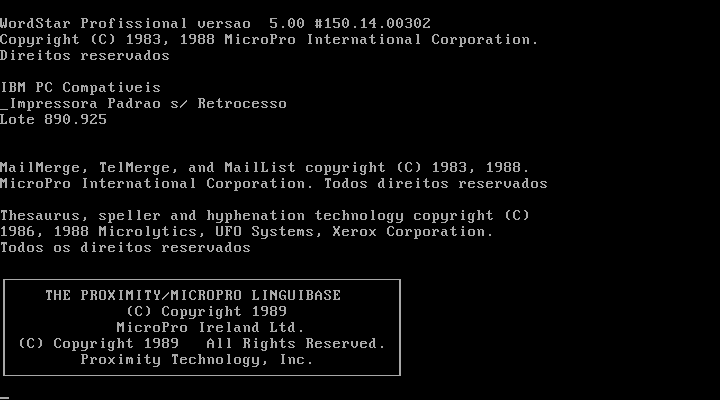 WordStar Profissional versao  5.00 #150.14.00302
Copyright (C) 1983, 1988 MicroPro International Corporation.
Direitos reservados
IBM PC Compativeis
_Impressora Padrao s/ Retrocesso
Lote 890.925
MailMerge, TelMerge, and MailList copyright (C) 1983, 1988.
MicroPro International Corporation. Todos direitos reservados
Thesaurus, speller and hyphenation technology copyright (C)
1986, 1988 Microlytics, UFO Systems, Xerox Corporation.
Todos os direitos reservados
THE PROXIMITY/MICROPRO LINGUIBASE
(C) Copyright 1989
MicroPro Ireland Ltd.
(C) Copyright 1989   All Rights Reserved.
Proximity Technology, Inc.